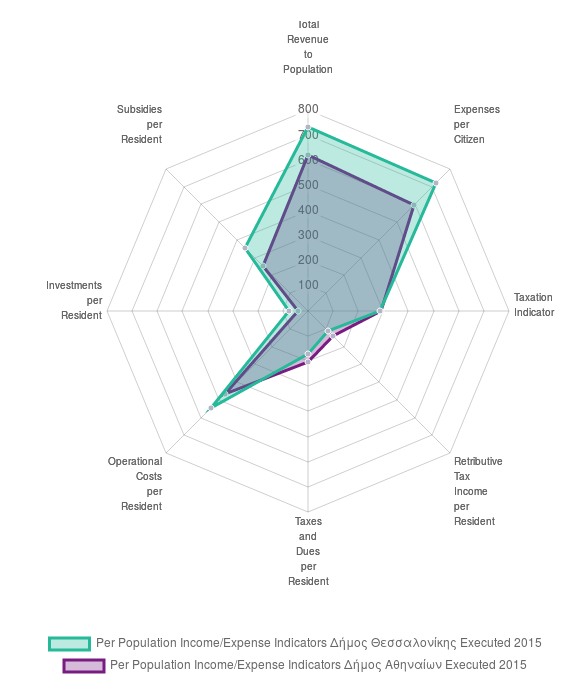 Total
Revenue
to
Population
Expenses
per
Citizen
Taxation
Indicator
Retributive
Tax
Income
per
Resident
Taxes
and
Dues
per
Resident
Operational
Costs
per
Resident
Investments
per
Resident
Subsidies
per
Resident
800
700
600
500
400
300
200
100
Per Population Income/Expense Indicators Δήμος Θεσσαλονίκης Executed 2015
Per Population Income/Expense Indicators Δήμος Αθηναίων Executed 2015